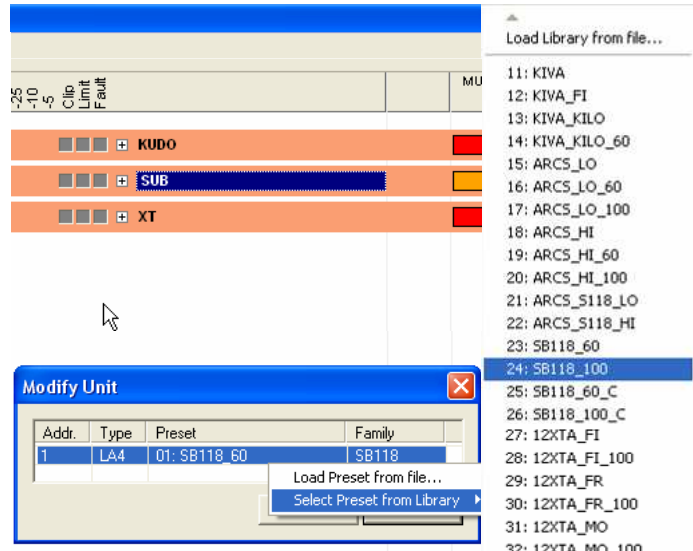 -25
-10
-5
Clip
Limit
Fault
MU
KUDO
SUB
XT
Modify Unit
Addr. Type Preset Family
1 LA4 01: SB118_60 SB118
Load Preset from file...
Select Preset from Library
Load Library from file...
11: KIVA
12: KIVA_FI
13: KIVA_KILO
14: KIVA_KILO_60
15: ARCS_LO
16: ARCS_LO_60
17: ARCS_LO_100
18: ARCS_HI
19: ARCS_HI_60
20: ARCS_HI_100
21: ARCS_S118_LO
22: ARCS_S118_HI
23: SB118_60
24: SB118_100
25: SB118_60_C
26: SB118_100_C
27: 12XTA_FI
28: 12XTA_FI_100
29: 12XTA_FR
30: 12XTA_FR_100
31: 12XTA_MO
32: 12XTA_MO_100